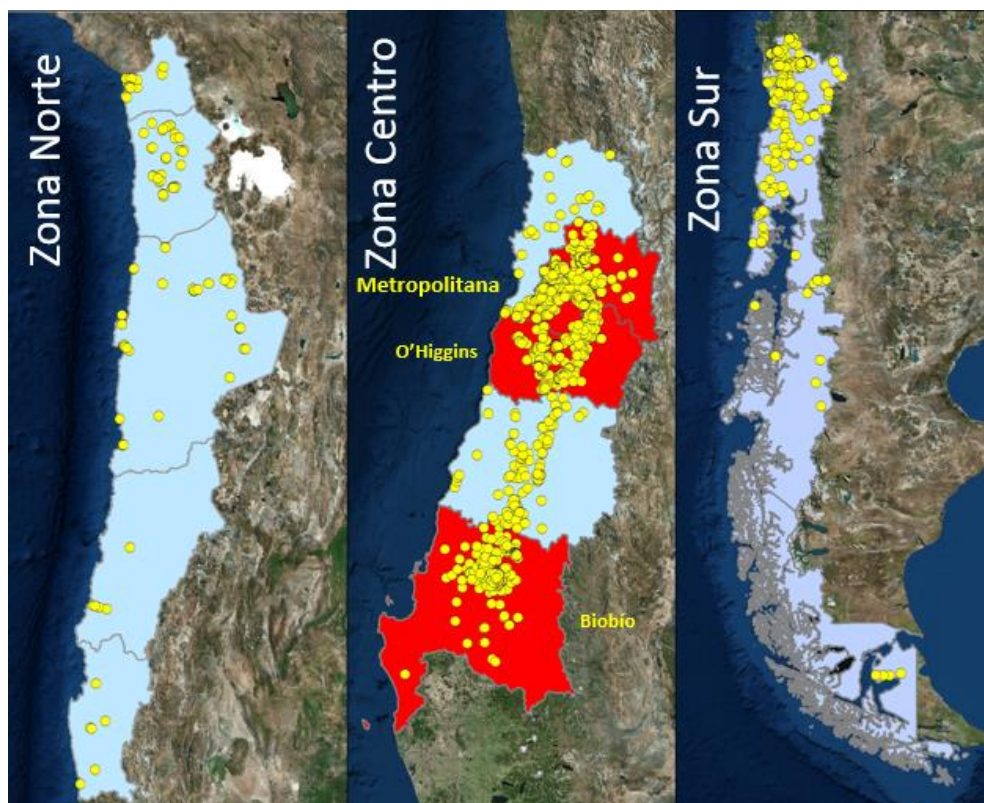 Zona Norte
Zona Centro
Metropolitana
O'Higgins
Biobío
Zona Sur